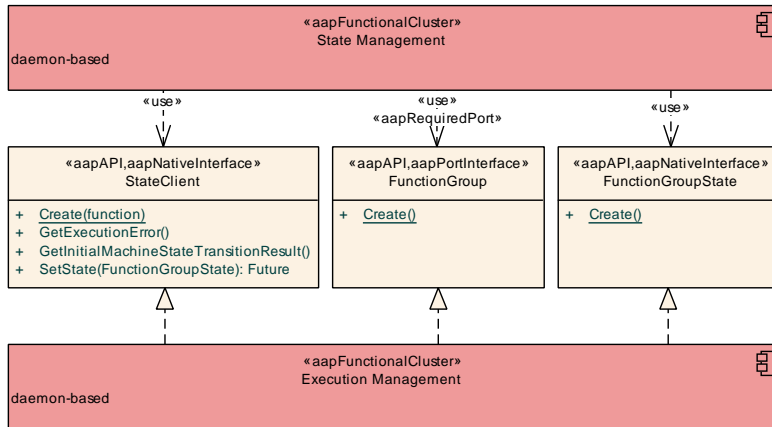 «aapFunctionalCluster»
State Management
daemon-based
«use»
«use»
«aapRequiredPort»
«use»
«aapAPI,aapNativeInterface»
StateClient
+ Create(function)
+ GetExecutionError()
+ GetInitialMachineStateTransitionResult()
+ SetState(FunctionGroupState): Future
«aapAPI,aapPortInterface»
FunctionGroup
+ Create()
«aapAPI,aapNativeInterface»
FunctionGroupState
+ Create()
«aapFunctionalCluster»
Execution Management
daemon-based